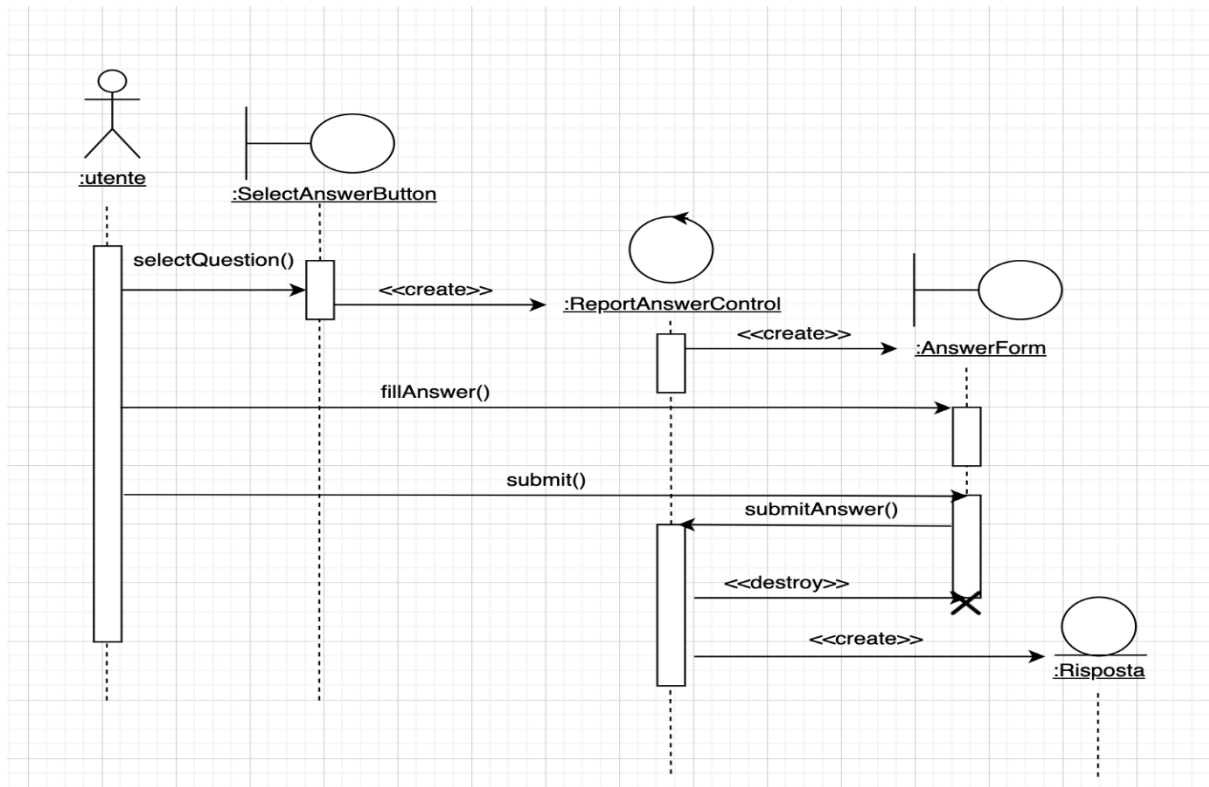 :utente
:SelectAnswerButton
selectQuestion()
<<create>>
:ReportAnswerControl
<<create>>
:AnswerForm
fillAnswer()
submit()
submitAnswer()
<<destroy>>
<<create>>
:Risposta